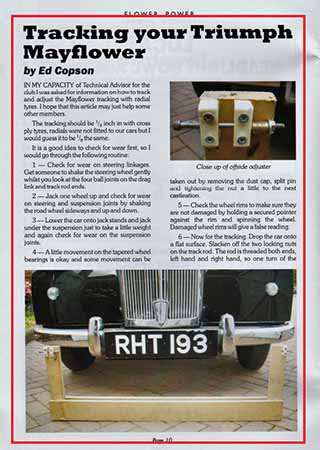 FLOWER POWER
Tracking your Triumph
Mayflower
by Ed Copson
IN MY CAPACITY of Technical Advisor for the
club I was asked for information on how to track
and adjust the Mayflower tracking with radial
tyres. I hope that this article may just help some
other members.
The tracking should be 1/8 inch in with cross
ply tyres, radials were not fitted to our cars but I
would guess it to be 1/8 the same.
It is a good idea to check for wear first, so I
would go through the following routine:
1 — Check for wear on steering linkages.
Get someone to shake the steering wheel gently
whilst you look at the four ball joints on the drag
link and track rod ends.
2 — Jack one wheel up and check for wear
on steering and suspension joints by shaking
the road wheel sideways and up and down.
3 — Lower the car onto jack stands and jack
under the suspension just to take a little weight
and again check for wear on the suspension
joints.
4 — A little movement on the tapered wheel
bearings is okay and some movement can be
Close up of offside adjuster
taken out by removing the dust cap, split pin
and tightening the nut a little to the next
castleation.
5 — Check the wheel rims to make sure they
are not damaged by holding a secured pointer
against the rim and spinning the wheel.
Damaged wheel rims will give a false reading.
6 — Now for the tracking. Drop the car onto
a flat surface. Slacken off the two locking nuts
on the track rod. The rod is threaded both ends,
left hand and right hand, so one turn of the
RHT 193
Page 10